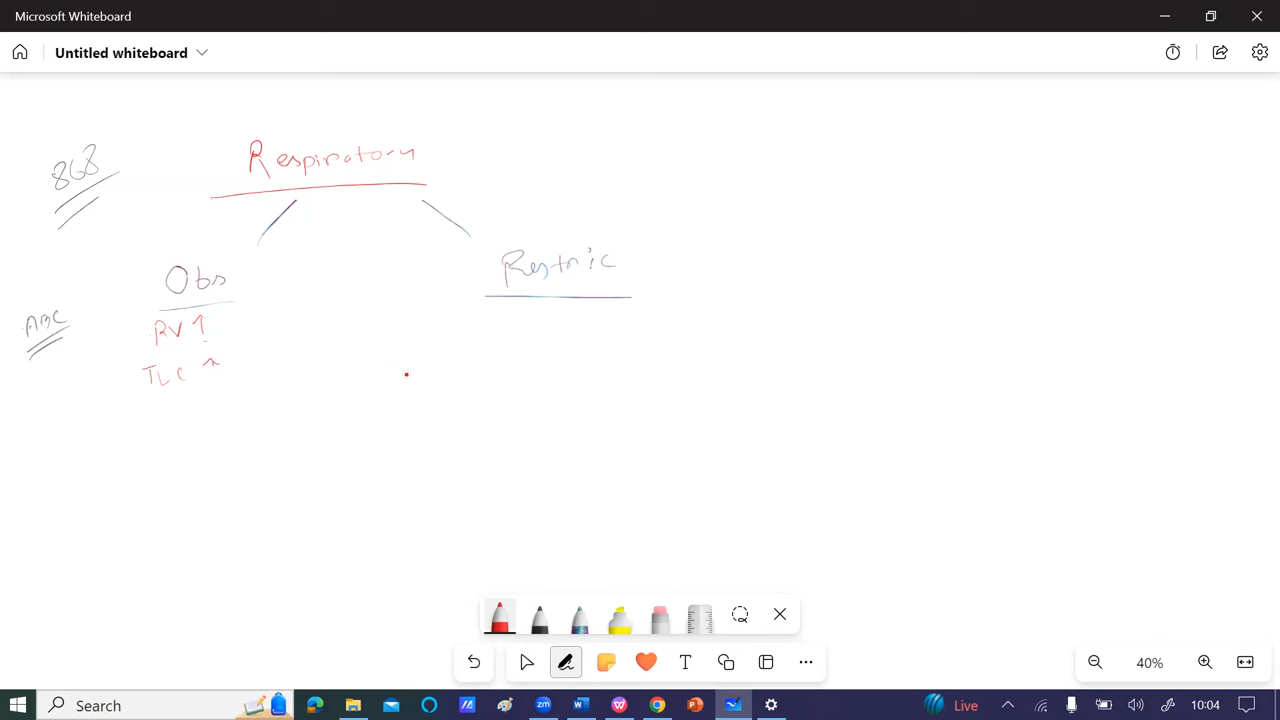 Microsoft Whiteboard
Untitled whiteboard
868
Respiratory
Obs
Restric
ABC
RV ↑
TLC ↑
40%
Search
Live
10:04